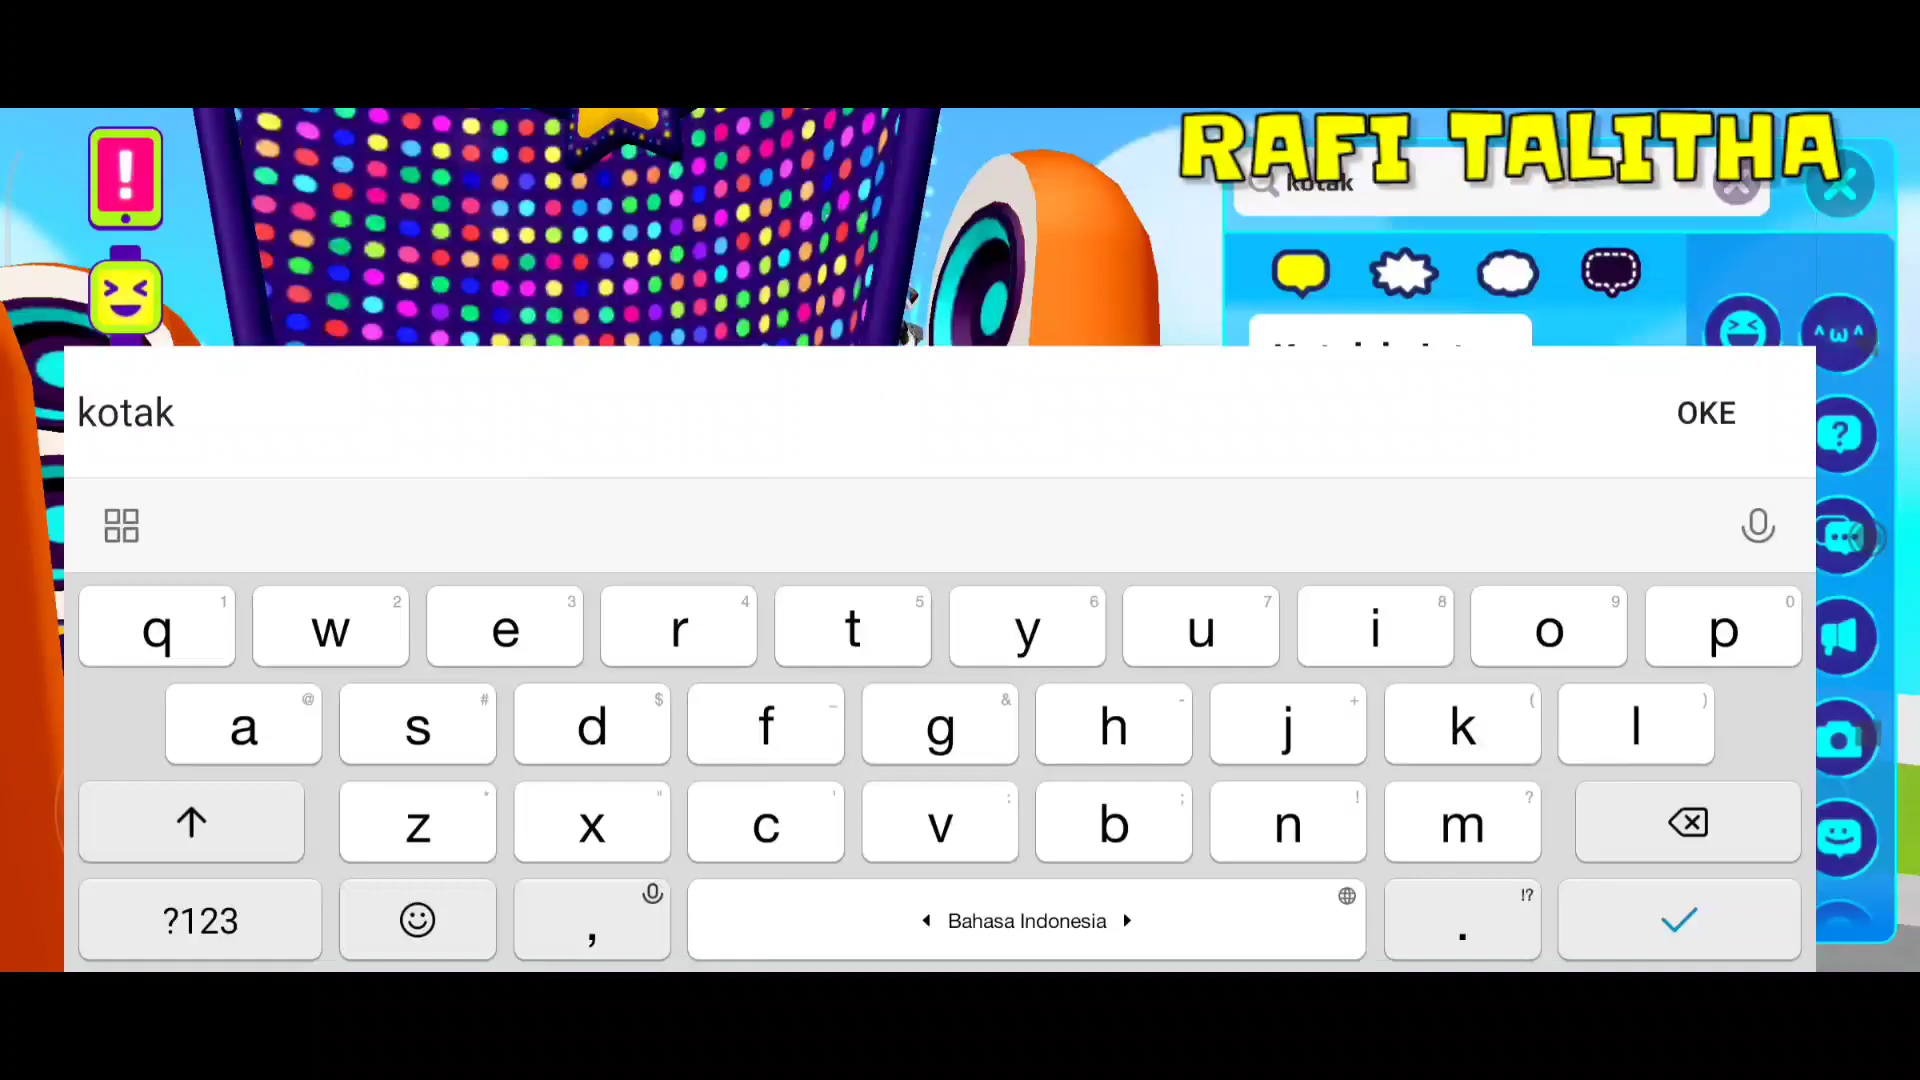 RAFI TALITHA
kotak
kotak
OKE
q 1 w 2 e 3 r 4 t 5 y 6 u 7 i 8 o 9 p 0
a @ s # d $ f _ g & h - j + k ( l )
z * x " c ' v : b ; n ! m ?
?123 , Bahasa Indonesia . !?